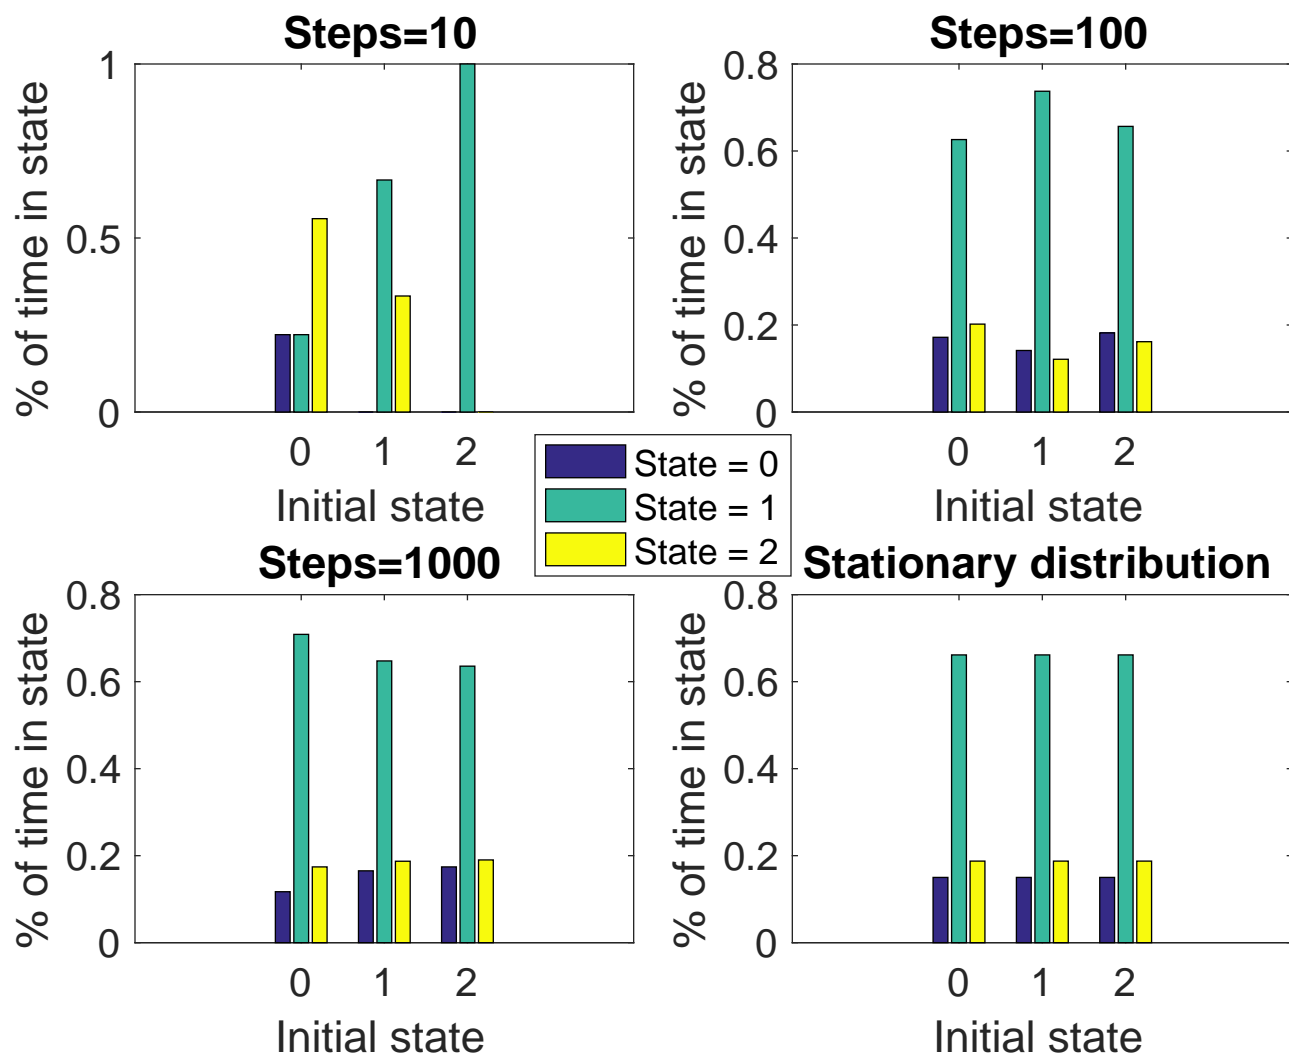 Steps=10
% of time in state
1
0.5
0
0 1 2
Initial state
Steps=100
% of time in state
0.8
0.6
0.4
0.2
0
0 1 2
Initial state
State = 0
State = 1
State = 2
Steps=1000
% of time in state
0.8
0.6
0.4
0.2
0
0 1 2
Initial state
Stationary distribution
% of time in state
0.8
0.6
0.4
0.2
0
0 1 2
Initial state